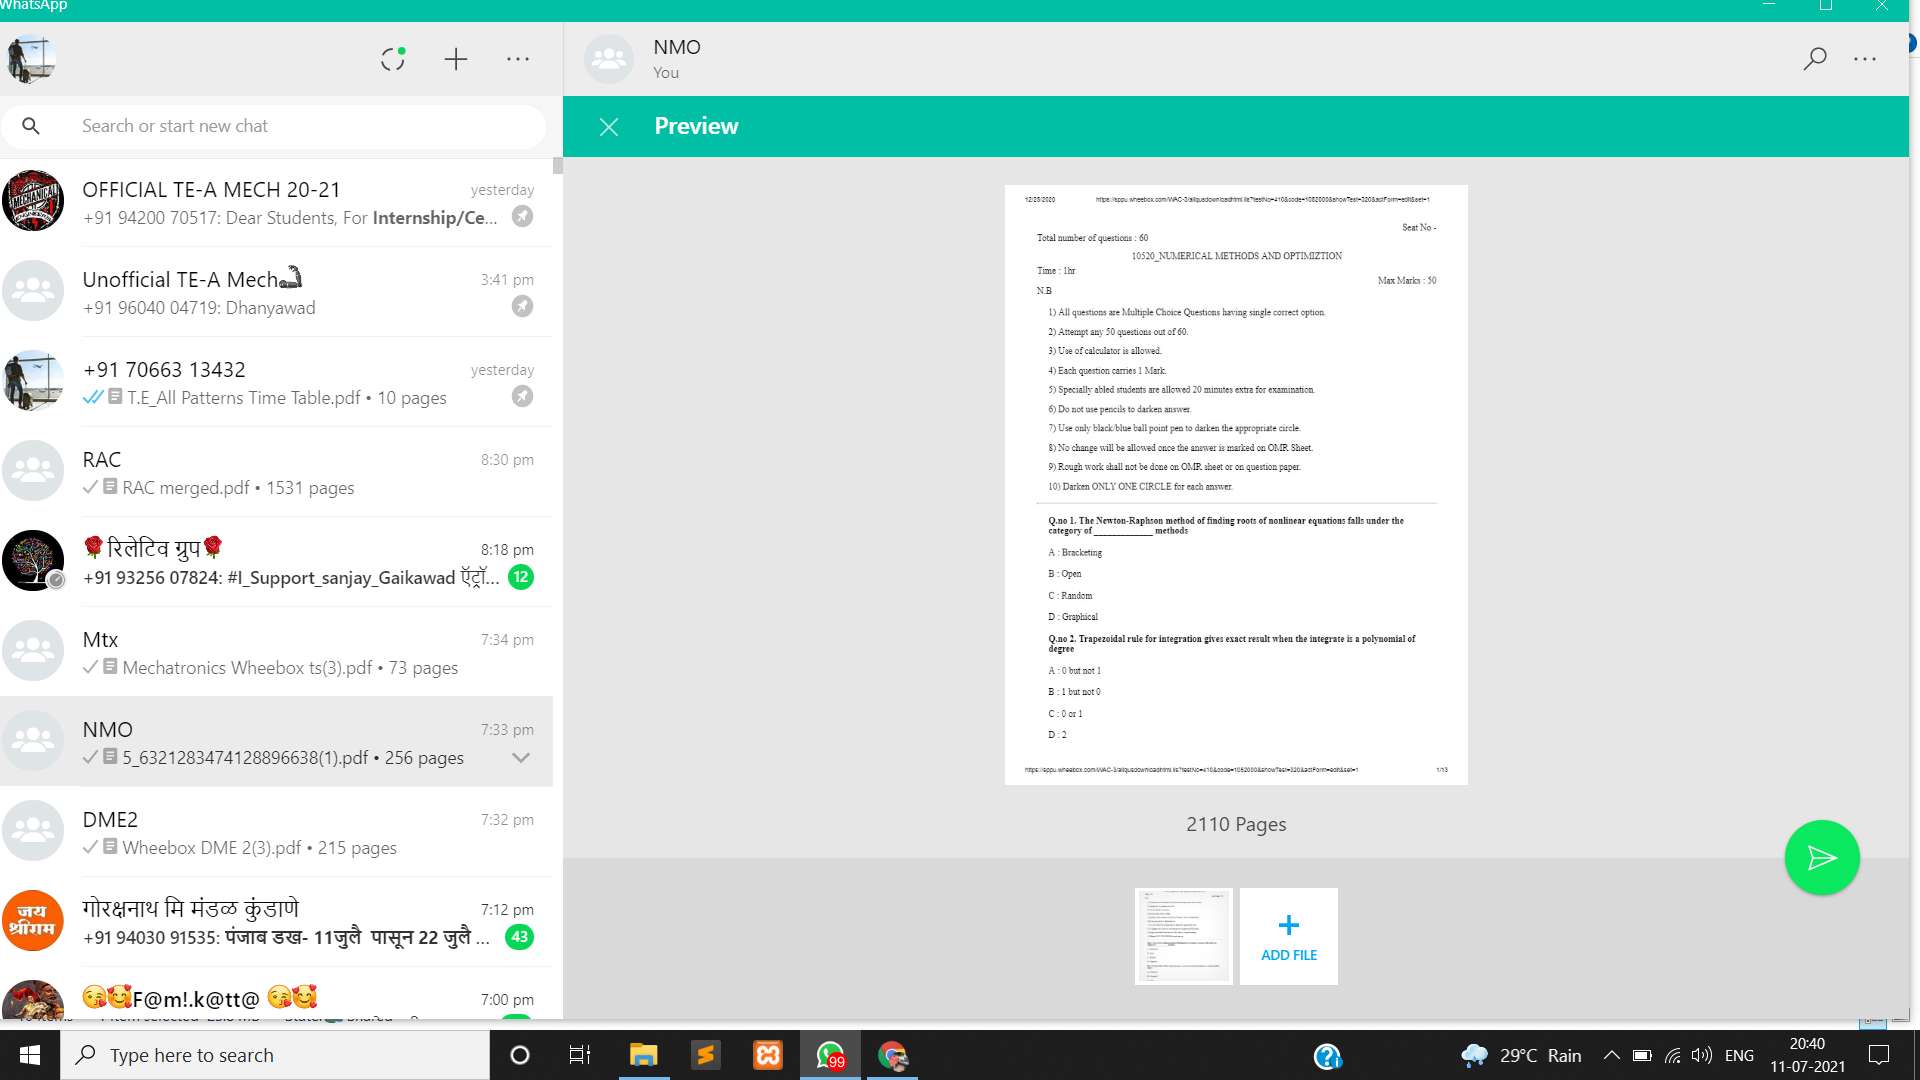 WhatsApp
Search or start new chat
OFFICIAL TE-A MECH 20-21
yesterday
+91 94200 70517: Dear Students, For Internship/Ce...
Unofficial TE-A Mech
3:41 pm
+91 96040 04719: Dhanyawad
+91 70663 13432
yesterday
T.E_All Patterns Time Table.pdf • 10 pages
RAC
8:30 pm
RAC merged.pdf • 1531 pages
🌹रिलेटिव ग्रुप🌹
8:18 pm
+91 93256 07824: #I_Support_sanjay_Gaikawad ऍट्रॉ...
12
Mtx
7:34 pm
Mechatronics Wheebox ts(3).pdf • 73 pages
NMO
7:33 pm
5_6321283474128896638(1).pdf • 256 pages
DME2
7:32 pm
Wheebox DME 2(3).pdf • 215 pages
जय श्रीराम
गोरक्षनाथ मि मंडळ कुंडाणे
7:12 pm
+91 94030 91535: पंजाब डख- 11जुलै पासून 22 जुलै ...
43
😘🥰F@m!.k@tt@ 😘🥰
7:00 pm
NMO
You
Preview
12/25/2020
Seat No -
Total number of questions : 60
10520_NUMERICAL METHODS AND OPTIMIZTION
Time : 1hr
Max Marks : 50
N.B
1) All questions are Multiple Choice Questions having single correct option.
2) Attempt any 50 questions out of 60.
3) Use of calculator is allowed.
4) Each question carries 1 Mark.
5) Specially abled students are allowed 20 minutes extra for examination.
6) Do not use pencils to darken answer.
7) Use only black/blue ball point pen to darken the appropriate circle.
8) No change will be allowed once the answer is marked on OMR Sheet.
9) Rough work shall not be done on OMR sheet or on question paper.
10) Darken ONLY ONE CIRCLE for each answer.
Q.no 1. The Newton-Raphson method of finding roots of nonlinear equations falls under the
category of ____________ methods
A : Bracketing
B : Open
C : Random
D : Graphical
Q.no 2. Trapezoidal rule for integration gives exact result when the integrate is a polynomial of
degree
A : 0 but not 1
B : 1 but not 0
C : 0 or 1
D : 2
1/13
2110 Pages
ADD FILE
Type here to search
99
29°C Rain
ENG
20:40
11-07-2021